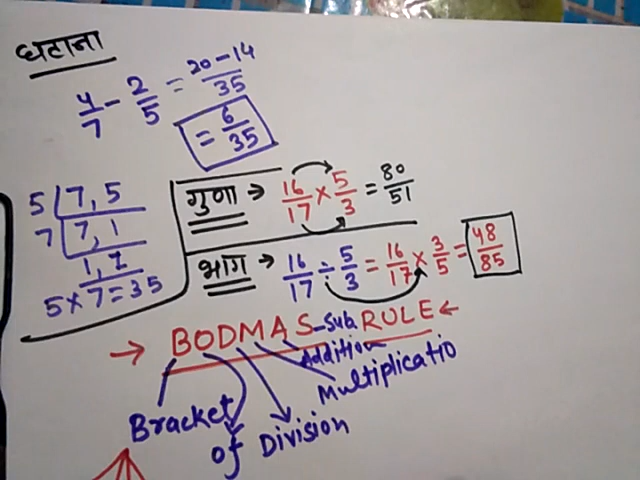 घटाना
4/7 - 2/5 = 20-14/35
= 6/35
5 7, 5
7 7, 1
1, 1
5 x 7 = 35
गुणा → 16/17 x 5/3 = 80/51
भाग → 16/17 ÷ 5/3 = 16/17 x 3/5 = 48/85
→ BODMAS-Sub. RULE ←
Addition
Multiplicatio
Bracket
of Division